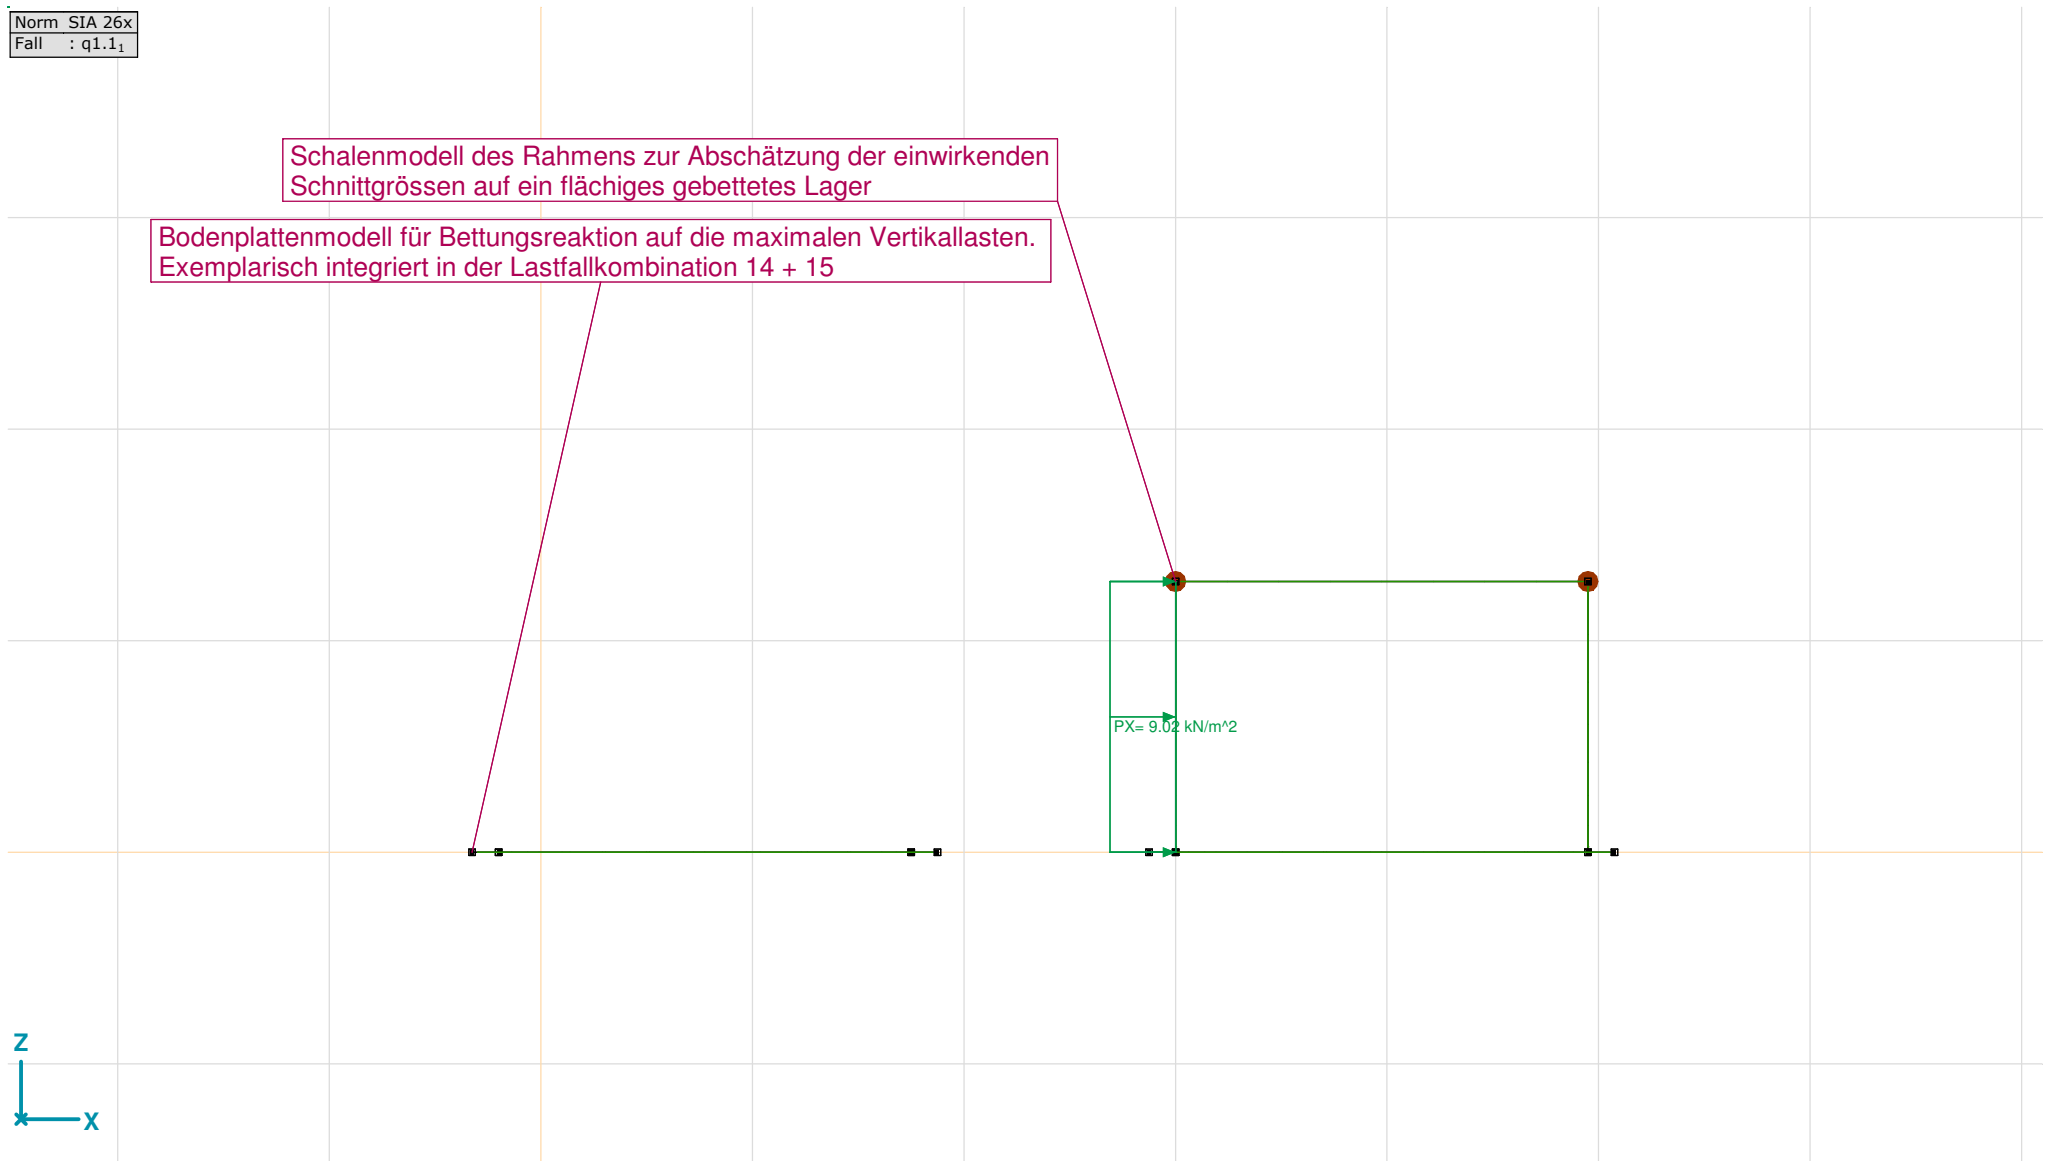 Norm SIA 26x
Fall : q1.1₁
Schalenmodell des Rahmens zur Abschätzung der einwirkenden
Schnittgrössen auf ein flächiges gebettetes Lager
Bodenplattenmodell für Bettungsreaktion auf die maximalen Vertikallasten.
Exemplarisch integriert in der Lastfallkombination 14 + 15
PX= 9.02 kN/m^2
Z
X